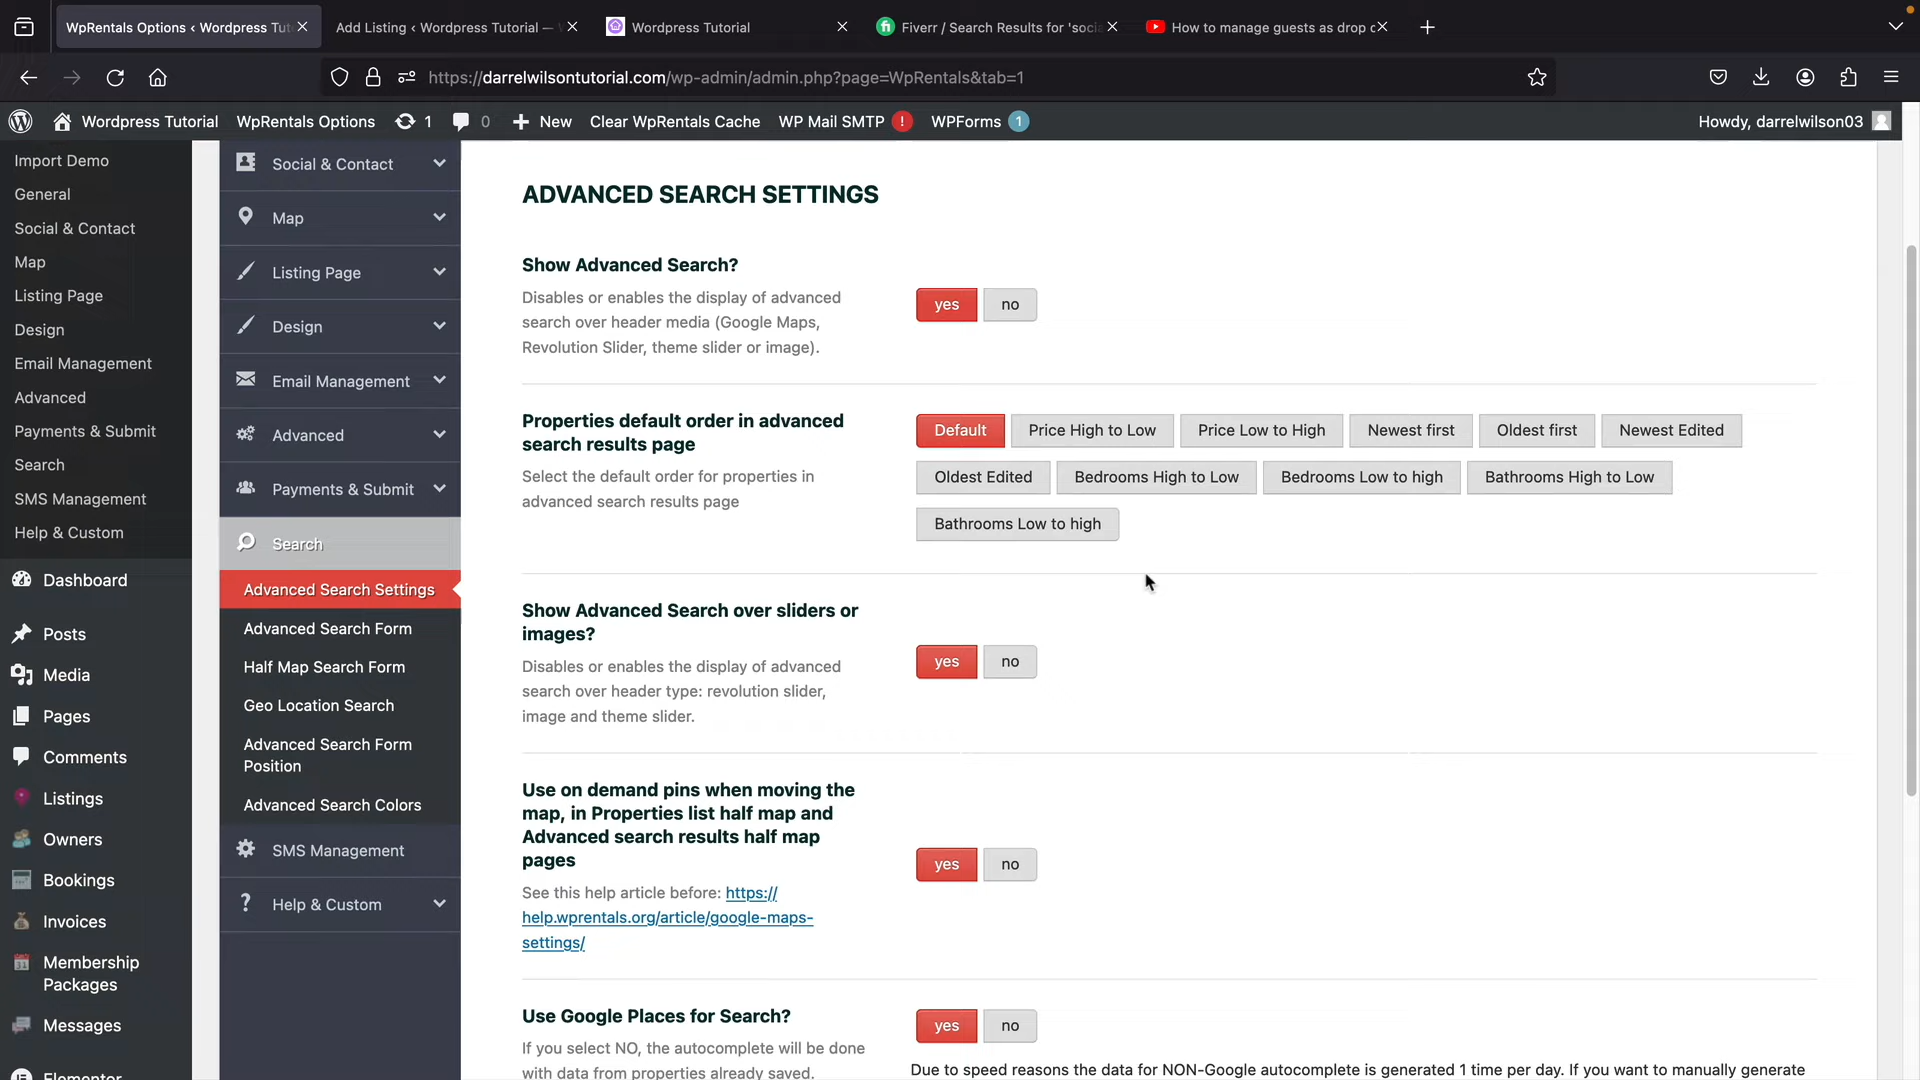 WpRentals Options ‹ Wordpress Tut
Add Listing ‹ Wordpress Tutorial —
Wordpress Tutorial
Fiverr / Search Results for 'soci
How to manage guests as drop
https://darrelwilsontutorial.com/wp-admin/admin.php?page=WpRentals&tab=1
Wordpress Tutorial
WpRentals Options
1
0
New
Clear WpRentals Cache
WP Mail SMTP !
WPForms 1
Howdy, darrelwilson03
Import Demo
General
Social & Contact
Map
Listing Page
Design
Email Management
Advanced
Payments & Submit
Search
SMS Management
Help & Custom
Dashboard
Posts
Media
Pages
Comments
Listings
Owners
Bookings
Invoices
Membership
Packages
Messages
Elementor
Social & Contact
Map
Listing Page
Design
Email Management
Advanced
Payments & Submit
Search
Advanced Search Settings
Advanced Search Form
Half Map Search Form
Geo Location Search
Advanced Search Form
Position
Advanced Search Colors
SMS Management
Help & Custom
ADVANCED SEARCH SETTINGS
Show Advanced Search?
Disables or enables the display of advanced
search over header media (Google Maps,
Revolution Slider, theme slider or image).
yes no
Properties default order in advanced
search results page
Select the default order for properties in
advanced search results page
Default Price High to Low Price Low to High Newest first Oldest first Newest Edited
Oldest Edited Bedrooms High to Low Bedrooms Low to high Bathrooms High to Low
Bathrooms Low to high
Show Advanced Search over sliders or
images?
Disables or enables the display of advanced
search over header type: revolution slider,
image and theme slider.
yes no
Use on demand pins when moving the
map, in Properties list half map and
Advanced search results half map
pages
See this help article before: https://
help.wprentals.org/article/google-maps-
settings/
yes no
Use Google Places for Search?
If you select NO, the autocomplete will be done
with data from properties already saved.
yes no
Due to speed reasons the data for NON-Google autocomplete is generated 1 time per day. If you want to manually generate